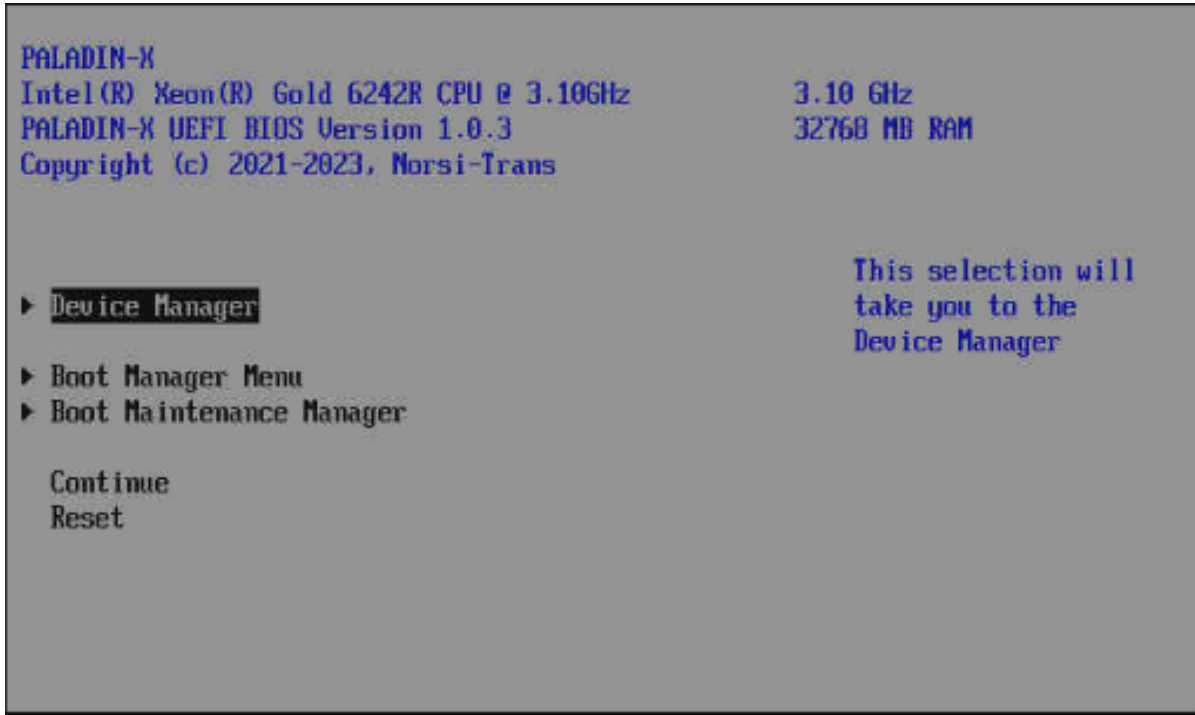 PALADIN-X
Intel(R) Xeon(R) Gold 6242R CPU @ 3.10GHz 3.10 GHz
PALADIN-X UEFI BIOS Version 1.0.3 32768 MB RAM
Copyright (c) 2021-2023, Norsi-Trans
This selection will
take you to the
Device Manager
Device Manager
Boot Manager Menu
Boot Maintenance Manager
Continue
Reset